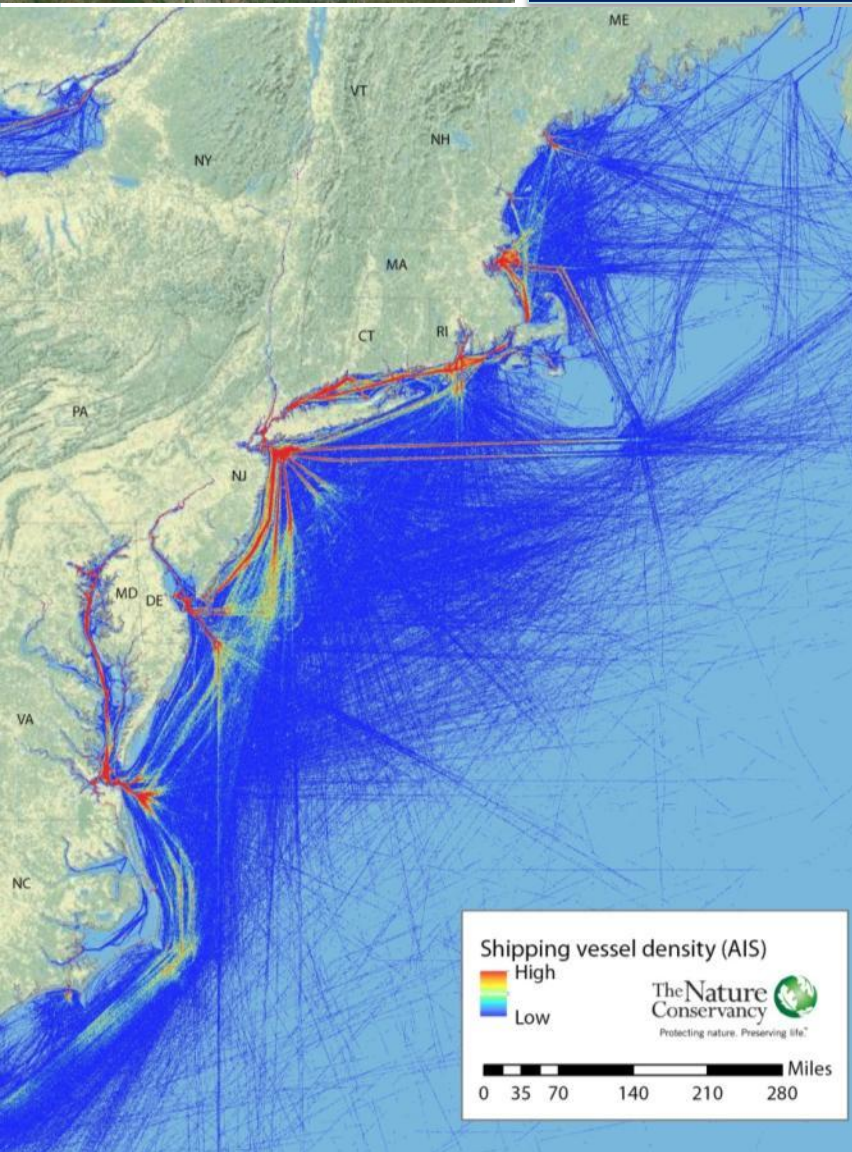 ME
VT
NH
NY
MA
CT
RI
PA
NJ
MD
DE
VA
NC
Shipping vessel density (AIS)
High
Low
The Nature
Conservancy
Protecting nature. Preserving life.™
Miles
0 35 70 140 210 280